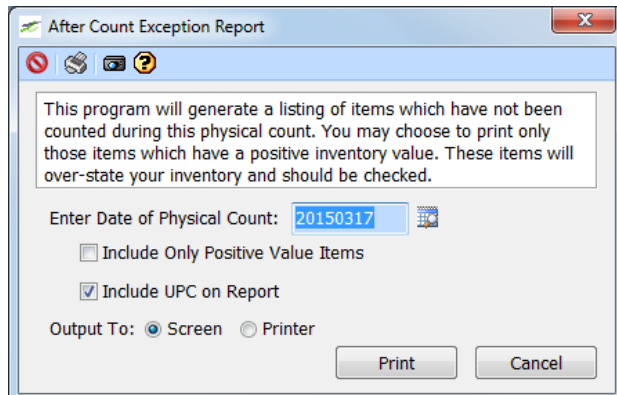 After Count Exception Report
This program will generate a listing of items which have not been
counted during this physical count. You may choose to print only
those items which have a positive inventory value. These items will
over-state your inventory and should be checked.
Enter Date of Physical Count: 20150317
Include Only Positive Value Items
Include UPC on Report
Output To: Screen Printer
Print Cancel